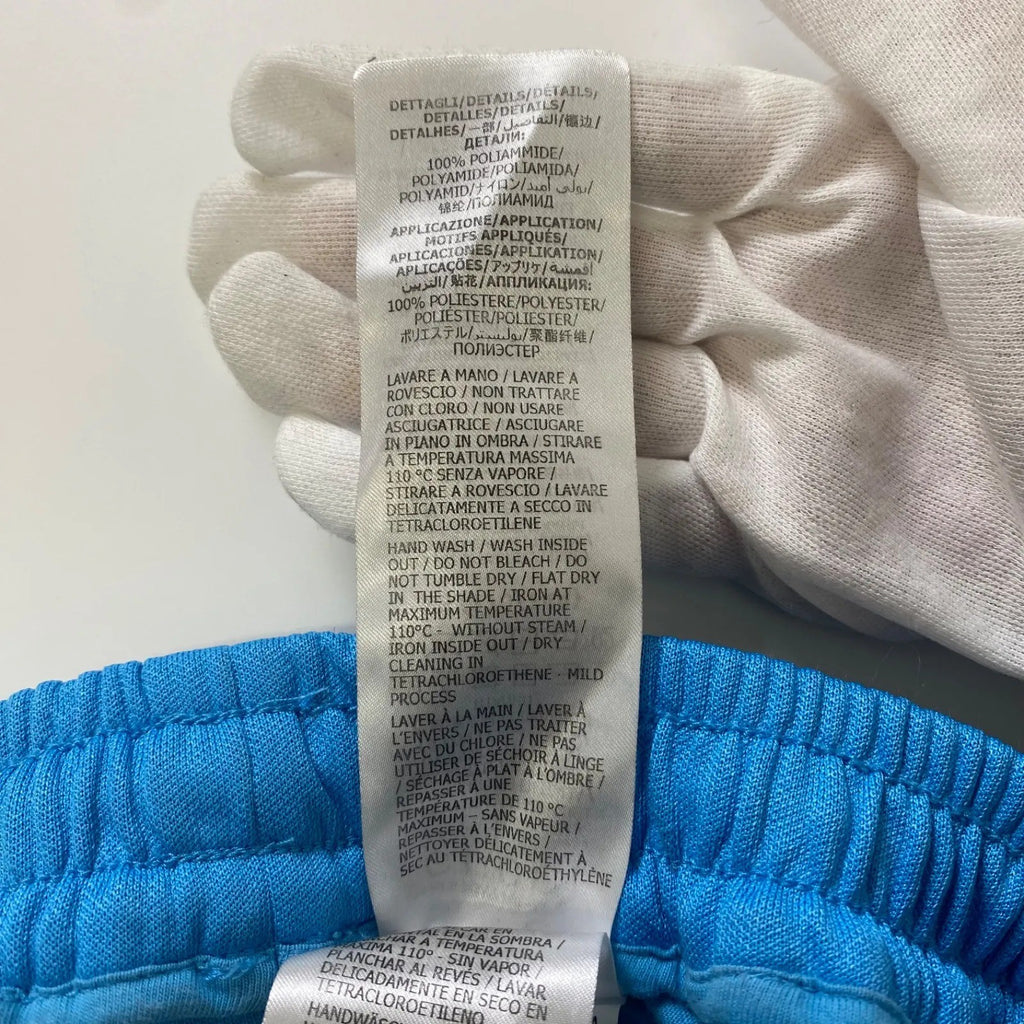 DETTAGLI/DETAILS/DÉTAILS/
DETALLES/DETAILS/
DETALHES/一部/التفاصيل/镶边/
ДЕТАЛИ:
100% POLIAMMIDE/
POLYAMIDE/POLIAMIDA/
POLYAMID/ナイロン/بولي أميد/
锦纶/ПОЛИАМИД
APPLICAZIONE/APPLICATION/
MOTIFS APPLIQUÉS/
APLICACIONES/APPLIKATION/
APLICAÇÕES/アップリケ/أقمشة
التزيين/贴花/АППЛИКАЦИЯ:
100% POLIESTERE/POLYESTER/
POLIÉSTER/POLIESTER/
ポリエステル/بوليستر/聚酯纤维/
ПОЛИЭСТЕР
LAVARE A MANO / LAVARE A
ROVESCIO / NON TRATTARE
CON CLORO / NON USARE
ASCIUGATRICE / ASCIUGARE
IN PIANO IN OMBRA / STIRARE
A TEMPERATURA MASSIMA
110 °C SENZA VAPORE /
STIRARE A ROVESCIO / LAVARE
DELICATAMENTE A SECCO IN
TETRACLOROETILENE
HAND WASH / WASH INSIDE
OUT / DO NOT BLEACH / DO
NOT TUMBLE DRY / FLAT DRY
IN THE SHADE / IRON AT
MAXIMUM TEMPERATURE
110°C - WITHOUT STEAM /
IRON INSIDE OUT / DRY
CLEANING IN
TETRACHLOROETHENE - MILD
PROCESS
LAVER À LA MAIN / LAVER À
L'ENVERS / NE PAS TRAITER
AVEC DU CHLORE / NE PAS
UTILISER DE SÉCHOIR À LINGE
/ SÉCHAGE À PLAT À L'OMBRE /
REPASSER À UNE
TEMPÉRATURE DE 110 °C
MAXIMUM – SANS VAPEUR /
REPASSER À L'ENVERS /
NETTOYER DÉLICATEMENT À
SEC AU TÉTRACHLOROÉTHYLÈNE
EN LA SOMBRA /
A TEMPERATURA
110° - SIN VAPOR /
PLANCHAR AL REVÉS / LAVAR
DELICADAMENTE EN SECO EN
TETRACLOROETILENO